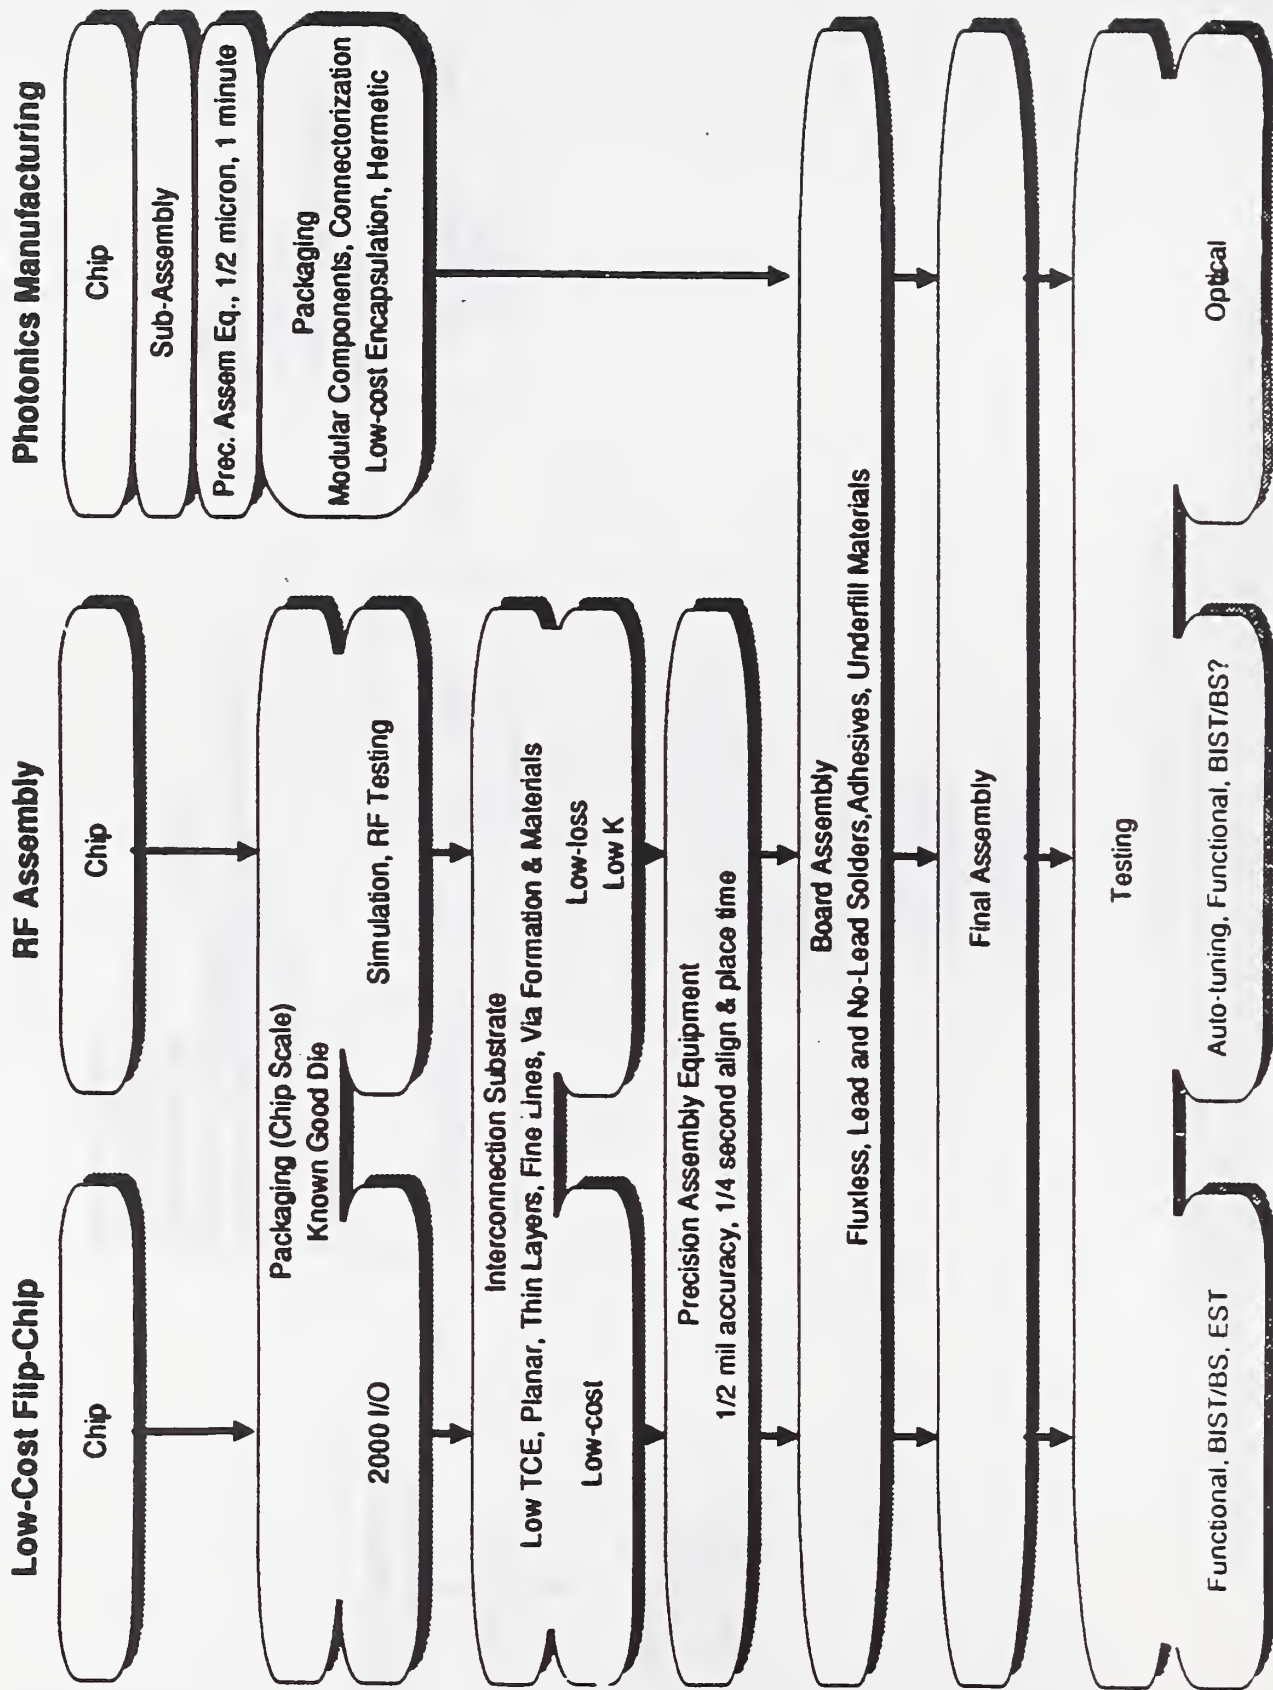 Low-Cost Flip-Chip
RF Assembly
Photonics Manufacturing
Chip
Chip
Chip
Sub-Assembly
Prec. Assem Eq., 1/2 micron, 1 minute
Packaging
Modular Components, Connectorization
Low-cost Encapsulation, Hermetic
Packaging (Chip Scale)
Known Good Die
2000 I/O
Simulation, RF Testing
Interconnection Substrate
Low TCE, Planar, Thin Layers, Fine Lines, Via Formation & Materials
Low-cost
Low-loss
Low K
Precision Assembly Equipment
1/2 mil accuracy, 1/4 second align & place time
Board Assembly
Fluxless, Lead and No-Lead Solders, Adhesives, Underfill Materials
Final Assembly
Testing
Functional, BIST/BS, EST
Auto-tuning, Functional, BIST/BS?
Optical